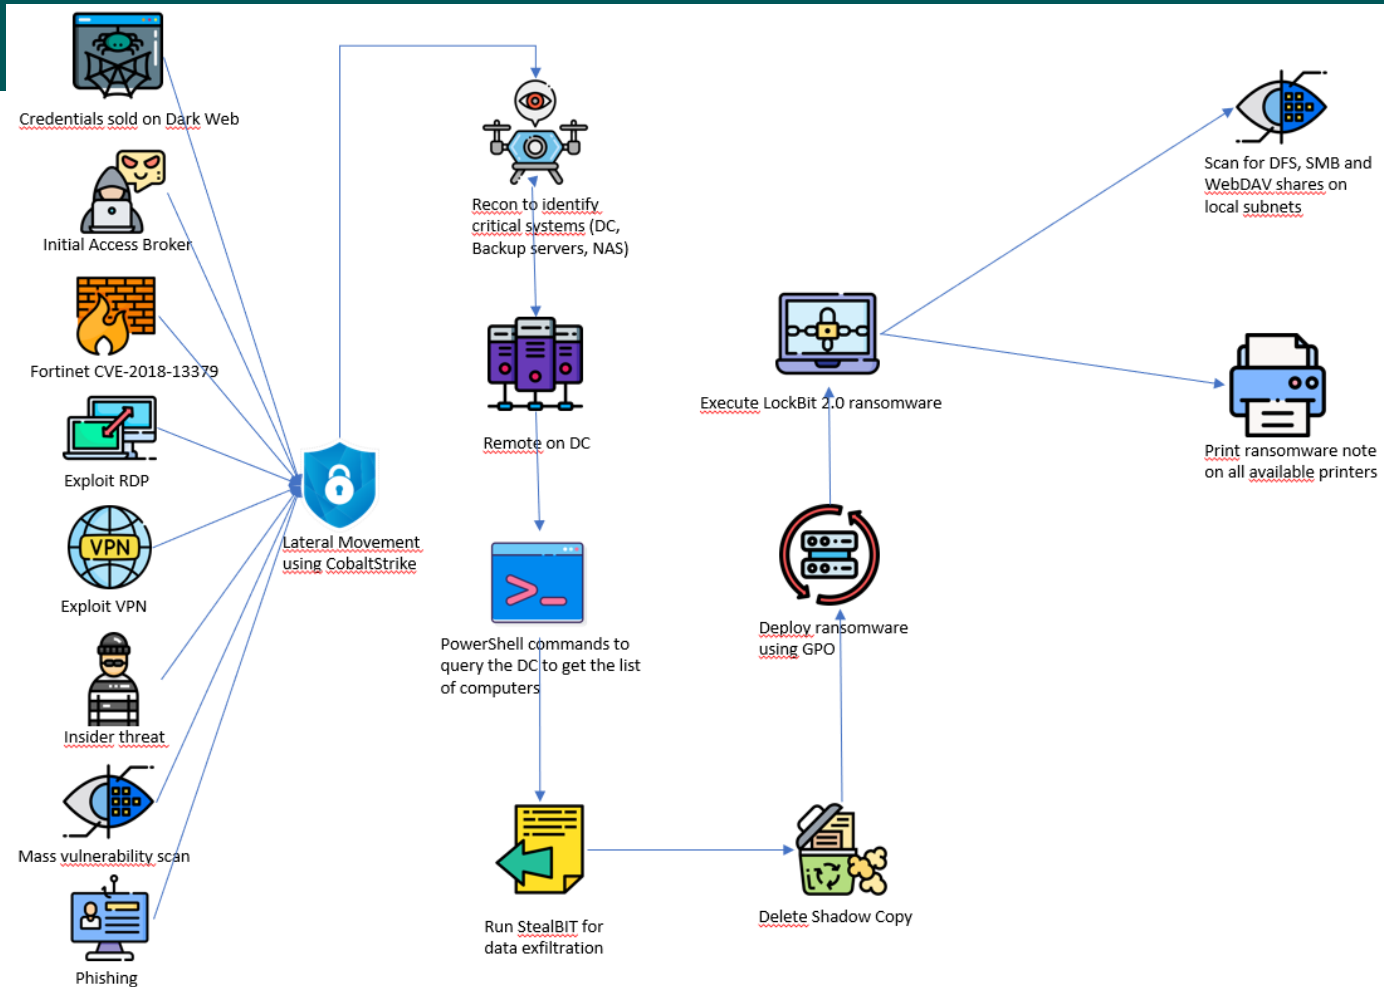 Credentials sold on Dark Web
Initial Access Broker
Fortinet CVE-2018-13379
Exploit RDP
VPN
Exploit VPN
Insider threat
Mass vulnerability scan
Phishing
Lateral Movement
using CobaltStrike
Recon to identify
critical systems (DC,
Backup servers, NAS)
Remote on DC
PowerShell commands to
query the DC to get the list
of computers
Run StealBIT for
data exfiltration
Delete Shadow Copy
Deploy ransomware
using GPO
Execute LockBit 2.0 ransomware
Scan for DFS, SMB and
WebDAV shares on
local subnets
Print ransomware note
on all available printers